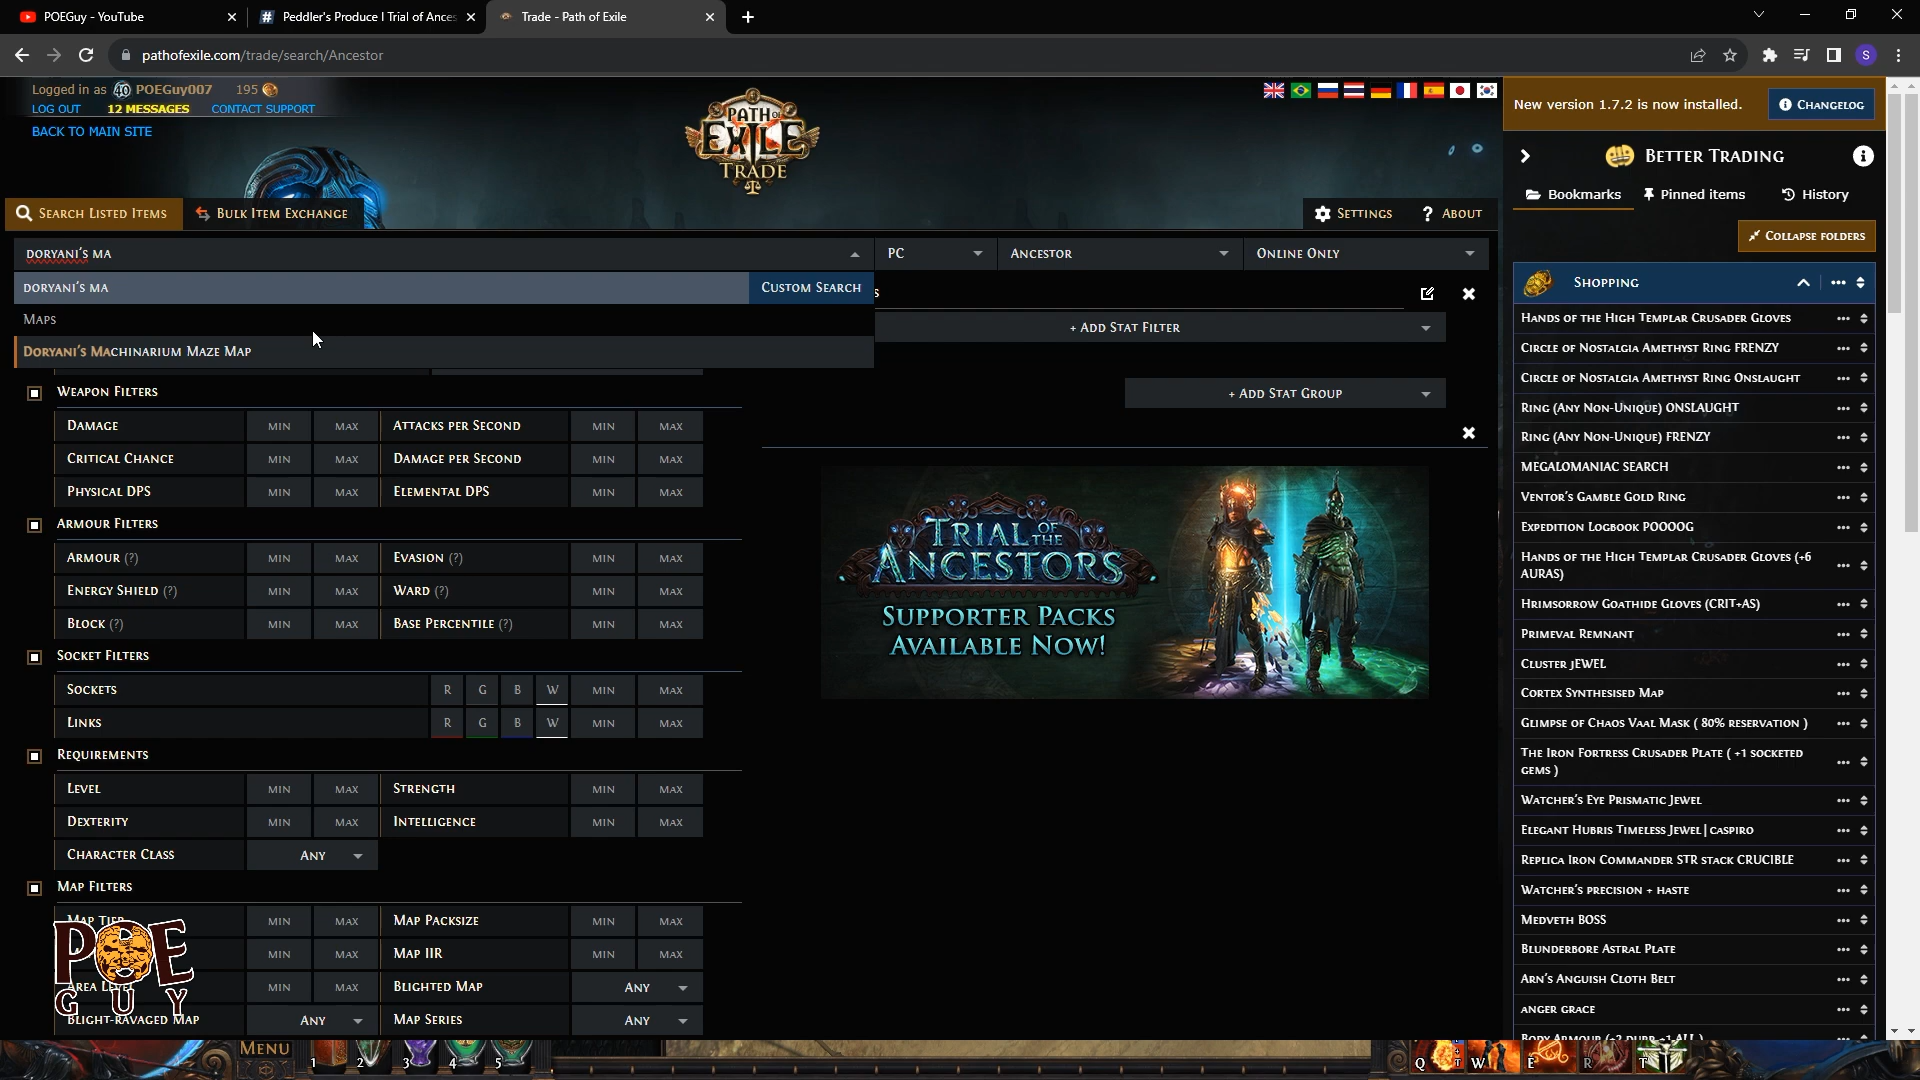 POEGuy - YouTube
Peddler's Produce | Trial of Ances
Trade - Path of Exile
pathofexile.com/trade/search/Ancestor
S
Logged in as 40 POEGuy007 195
LOG OUT 12 MESSAGES CONTACT SUPPORT
BACK TO MAIN SITE
PATH OF EXILE TRADE
New version 1.7.2 is now installed.
Changelog
Better Trading
Bookmarks Pinned items History
Collapse folders
Search Listed Items Bulk Item Exchange
Settings ? About
DORYANI'S MA
PC
Ancestor
Online Only
DORYANI'S MA
Custom Search
s
Maps
Doryani's Machinarium Maze Map
+ Add Stat Filter
+ Add Stat Group
Weapon Filters
Damage MIN MAX Attacks per Second MIN MAX
Critical Chance MIN MAX Damage per Second MIN MAX
Physical DPS MIN MAX Elemental DPS MIN MAX
Armour Filters
Armour (?) MIN MAX Evasion (?) MIN MAX
Energy Shield (?) MIN MAX Ward (?) MIN MAX
Block (?) MIN MAX Base Percentile (?) MIN MAX
Socket Filters
Sockets R G B W MIN MAX
Links R G B W MIN MAX
Requirements
Level MIN MAX Strength MIN MAX
Dexterity MIN MAX Intelligence MIN MAX
Character Class Any
Map Filters
Map Tier MIN MAX Map Packsize MIN MAX
MIN MAX Map IIR MIN MAX
Area Level MIN MAX Blighted Map Any
Blight-ravaged Map Any Map Series Any
POE
GUY
TRIAL OF THE ANCESTORS
SUPPORTER PACKS
AVAILABLE NOW!
Shopping
Hands of the High Templar Crusader Gloves
Circle of Nostalgia Amethyst Ring FRENZY
Circle of Nostalgia Amethyst Ring Onslaught
Ring (Any Non-Unique) ONSLAUGHT
Ring (Any Non-Unique) FRENZY
MEGALOMANIAC SEARCH
Ventor's Gamble Gold Ring
Expedition Logbook POOOOG
Hands of the High Templar Crusader Gloves (+6
AURAS)
Hrimsorrow Goathide Gloves (CRIT+AS)
Primeval Remnant
Cluster jEWEL
Cortex Synthesised Map
Glimpse of Chaos Vaal Mask ( 80% reservation )
The Iron Fortress Crusader Plate ( +1 socketed
gems )
Watcher's Eye Prismatic Jewel
Elegant Hubris Timeless Jewel | caspiro
Replica Iron Commander STR stack CRUCIBLE
Watcher's precision + haste
Medveth BOSS
Blunderbore Astral Plate
Arn's Anguish Cloth Belt
anger grace
Menu
1 2 3 4 5
Q W E R T